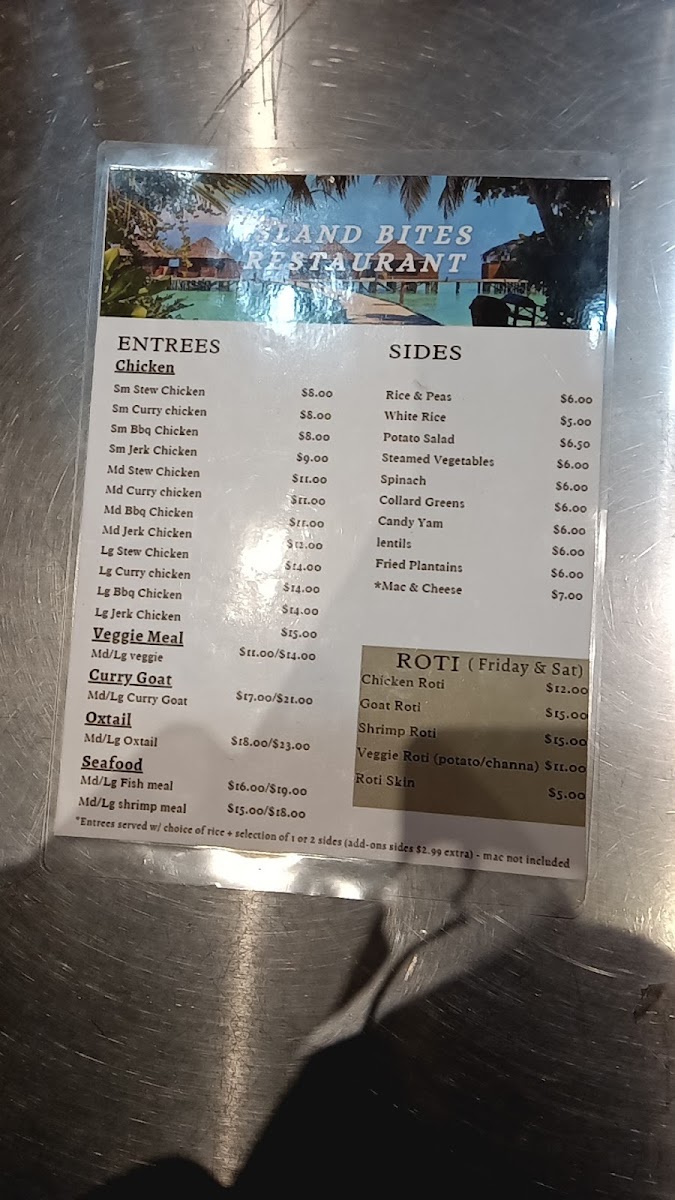 ISLAND BITES
RESTAURANT
ENTREES
Chicken
Sm Stew Chicken $8.00
Sm Curry chicken $8.00
Sm Bbq Chicken $8.00
Sm Jerk Chicken $9.00
Md Stew Chicken $11.00
Md Curry chicken $11.00
Md Bbq Chicken $11.00
Md Jerk Chicken $12.00
Lg Stew Chicken $14.00
Lg Curry chicken $14.00
Lg Bbq Chicken $14.00
Lg Jerk Chicken $15.00
Veggie Meal
Md/Lg veggie $11.00/$14.00
Curry Goat
Md/Lg Curry Goat $17.00/$21.00
Oxtail
Md/Lg Oxtail $18.00/$23.00
Seafood
Md/Lg Fish meal $16.00/$19.00
Md/Lg shrimp meal $15.00/$18.00
SIDES
Rice & Peas $6.00
White Rice $5.00
Potato Salad $6.50
Steamed Vegetables $6.00
Spinach $6.00
Collard Greens $6.00
Candy Yam $6.00
lentils $6.00
Fried Plantains $6.00
*Mac & Cheese $7.00
ROTI ( Friday & Sat)
Chicken Roti $12.00
Goat Roti $15.00
Shrimp Roti $15.00
Veggie Roti (potato/channa) $11.00
Roti Skin $5.00
*Entrees served w/ choice of rice + selection of 1 or 2 sides (add-ons sides $2.99 extra) - mac not included